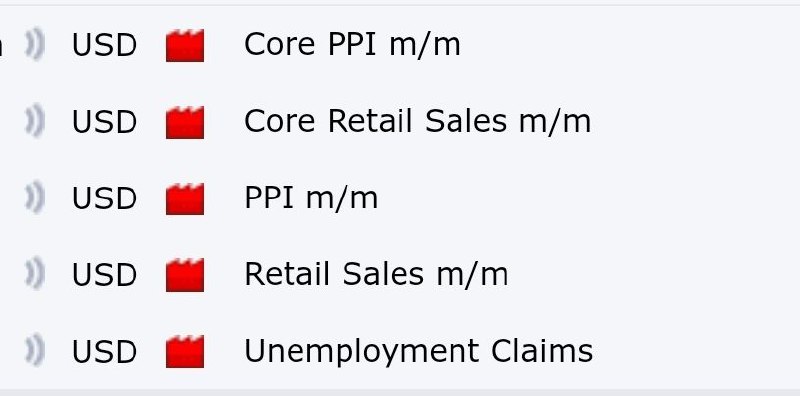 USD Core PPI m/m
USD Core Retail Sales m/m
USD PPI m/m
USD Retail Sales m/m
USD Unemployment Claims